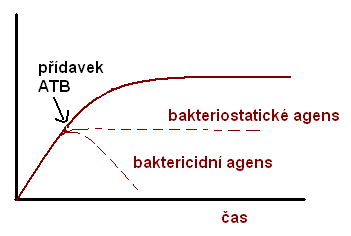 přídavek
ATB
bakteriostatické agens
baktericidní agens
čas